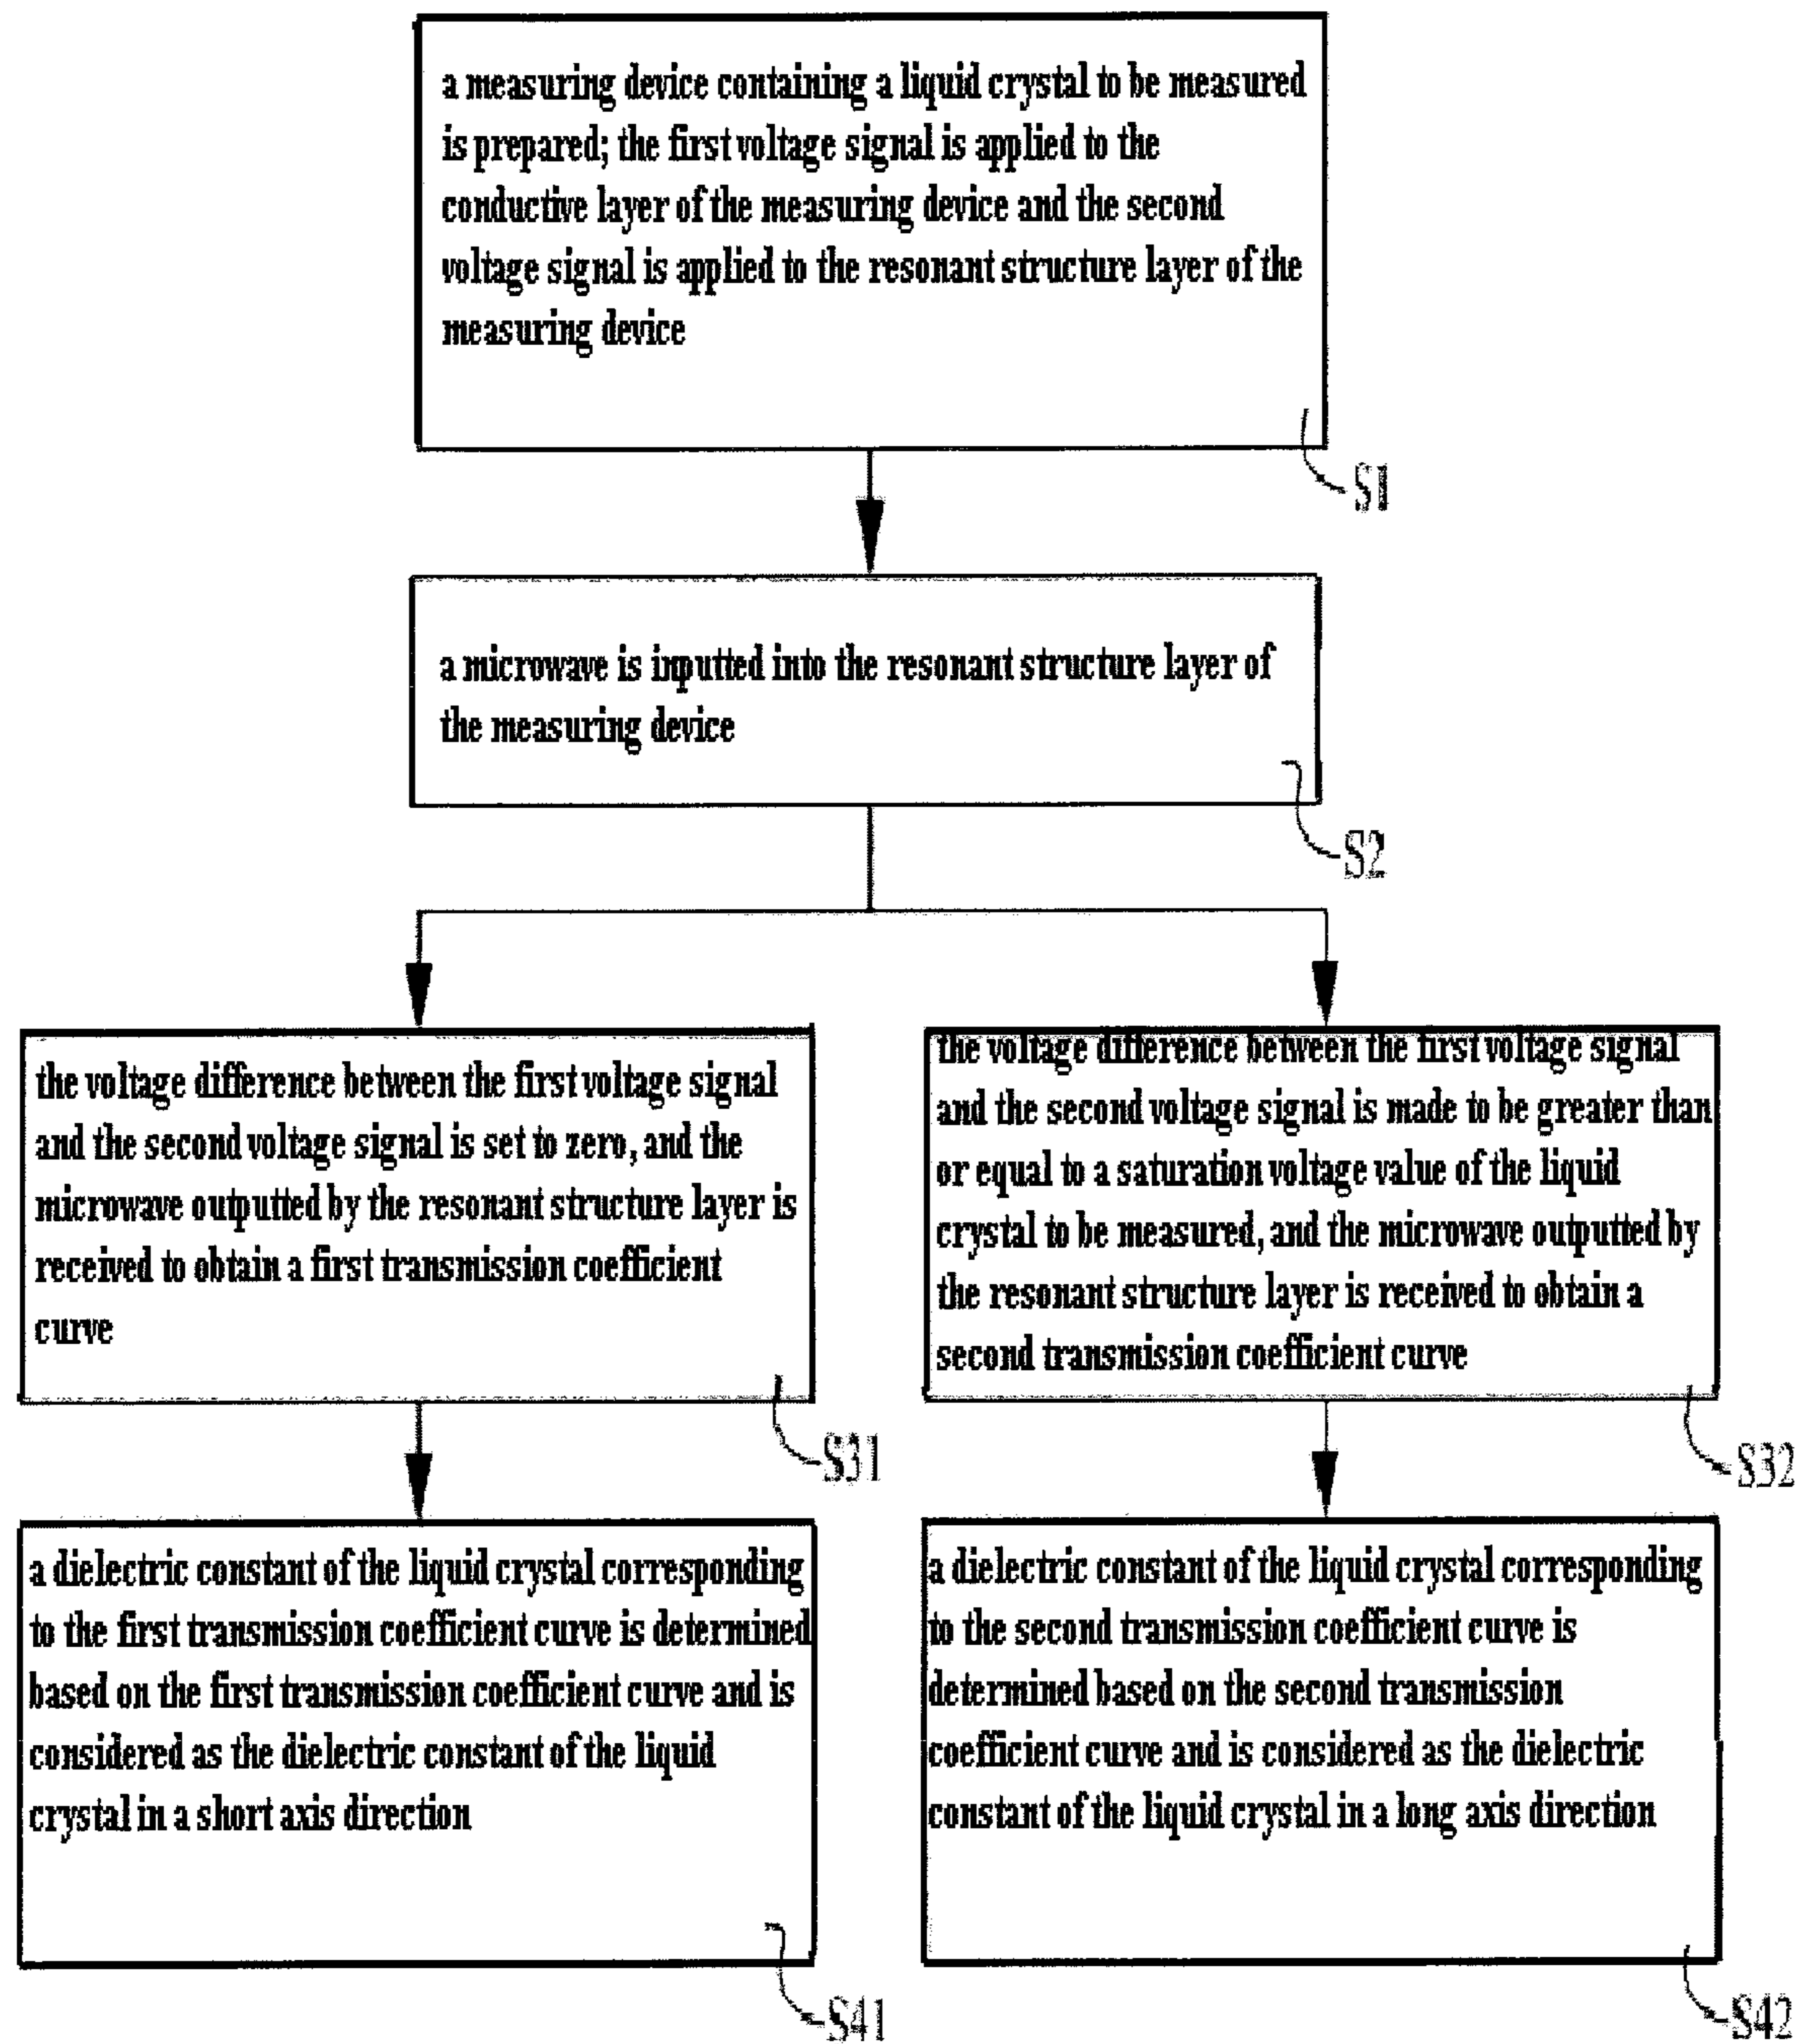 a measuring device containing a liquid crystal to be measured
is prepared; the first voltage signal is applied to the
conductive layer of the measuring device and the second
voltage signal is applied to the resonant structure layer of the
measuring device
S1
a microwave is inputted into the resonant structure layer of
the measuring device
S2
the voltage difference between the first voltage signal
and the second voltage signal is set to zero, and the
microwave outputted by the resonant structure layer is
received to obtain a first transmission coefficient
curve
S31
the voltage difference between the first voltage signal
and the second voltage signal is made to be greater than
or equal to a saturation voltage value of the liquid
crystal to be measured, and the microwave outputted by
the resonant structure layer is received to obtain a
second transmission coefficient curve
S32
a dielectric constant of the liquid crystal corresponding
to the first transmission coefficient curve is determined
based on the first transmission coefficient curve and is
considered as the dielectric constant of the liquid
crystal in a short axis direction
S41
a dielectric constant of the liquid crystal corresponding
to the second transmission coefficient curve is
determined based on the second transmission
coefficient curve and is considered as the dielectric
constant of the liquid crystal in a long axis direction
S42